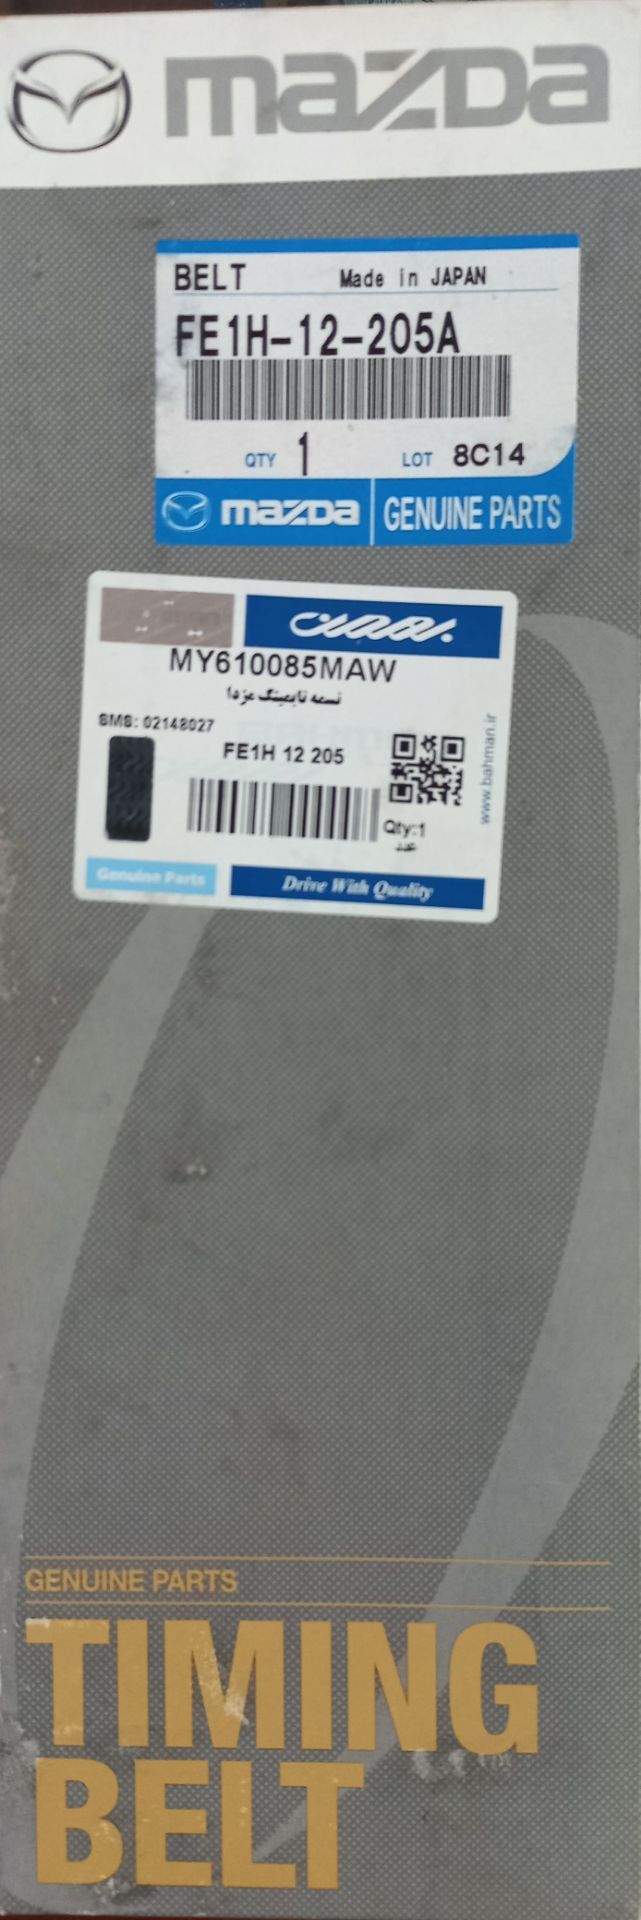 mazda
BELT Made in JAPAN
FE1H-12-205A
QTY 1 LOT 8C14
mazda GENUINE PARTS
بهمن
MY610085MAW
تسمه تایمینگ مزدا
SMS: 02148027
FE1H 12 205
www.bahman.ir
Qty:1
عدد
Genuine Parts Drive With Quality
GENUINE PARTS
TIMING
BELT